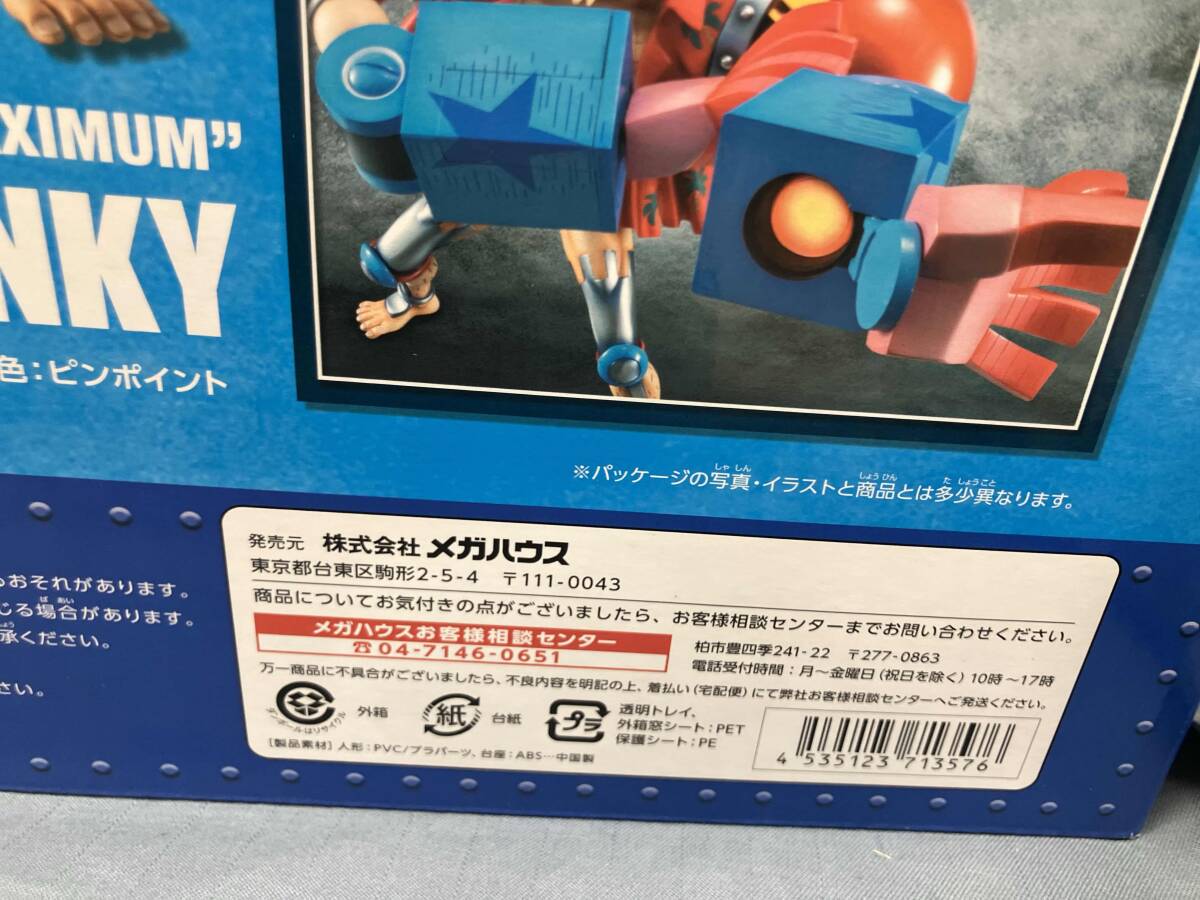 XIMUM”
NKY
色：ピンポイント
※パッケージの写真・イラストと商品とは多少異なります。
おそれがあります。
じる場合があります。
承ください。
さい。
発売元 株式会社 メガハウス
東京都台東区駒形2-5-4 〒111-0043
商品についてお気付きの点がございましたら、お客様相談センターまでお問い合わせください。
メガハウスお客様相談センター
☎04-7146-0651
柏市豊四季241-22 〒277-0863
電話受付時間：月～金曜日（祝日を除く）10時～17時
万一商品に不具合がございましたら、不良内容を明記の上、着払い（宅配便）にて弊社お客様相談センターへご発送ください。
ダンボールはリサイクル
外箱
紙
台紙
プラ
透明トレイ、
外箱窓シート：PET
保護シート：PE
［製品素材］人形：PVC/プラパーツ、台座：ABS…中国製
4 535123 713576